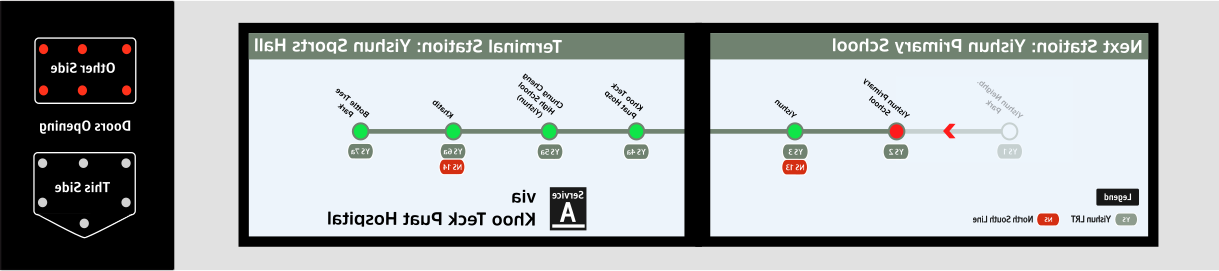 Next Station: Yishun Primary School
Yishun Neighb.
Park
YS 1
Yishun Primary
School
YS 2
Yishun
YS 3
NS 13
Legend
YS Yishun LRT NS North South Line
Terminal Station: Yishun Sports Hall
Khoo Teck
Puat Hosp
YS 4a
Chung Cheng
High School
(Yishun)
YS 5a
Khatib
YS 6a
NS 14
Bottle Tree
Park
YS 7a
Service
A
via
Khoo Teck Puat Hospital
Other Side
Doors Opening
This Side